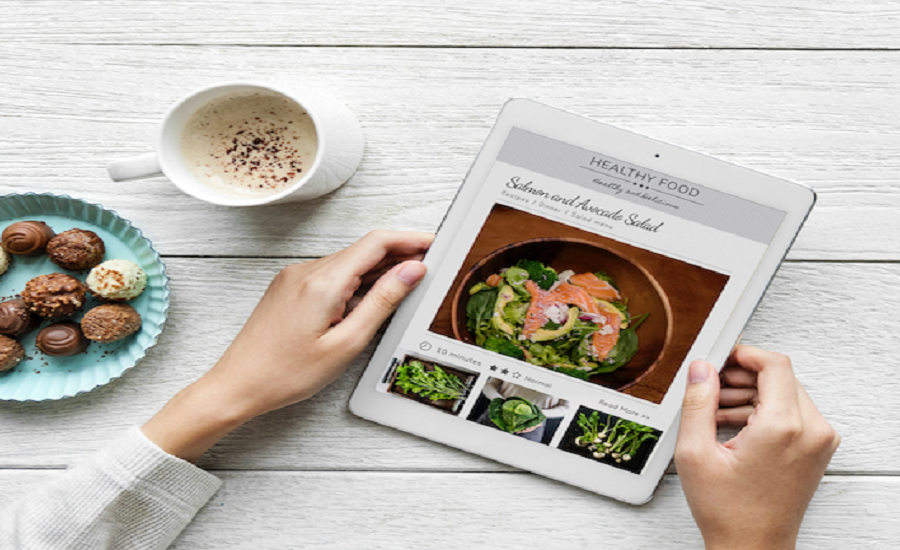 HEALTHY FOOD
Healthy and delicious
Salmon and Avocado Salad
Recipes / Dinner / Salad menu
10 minutes
Normal
Read More >>